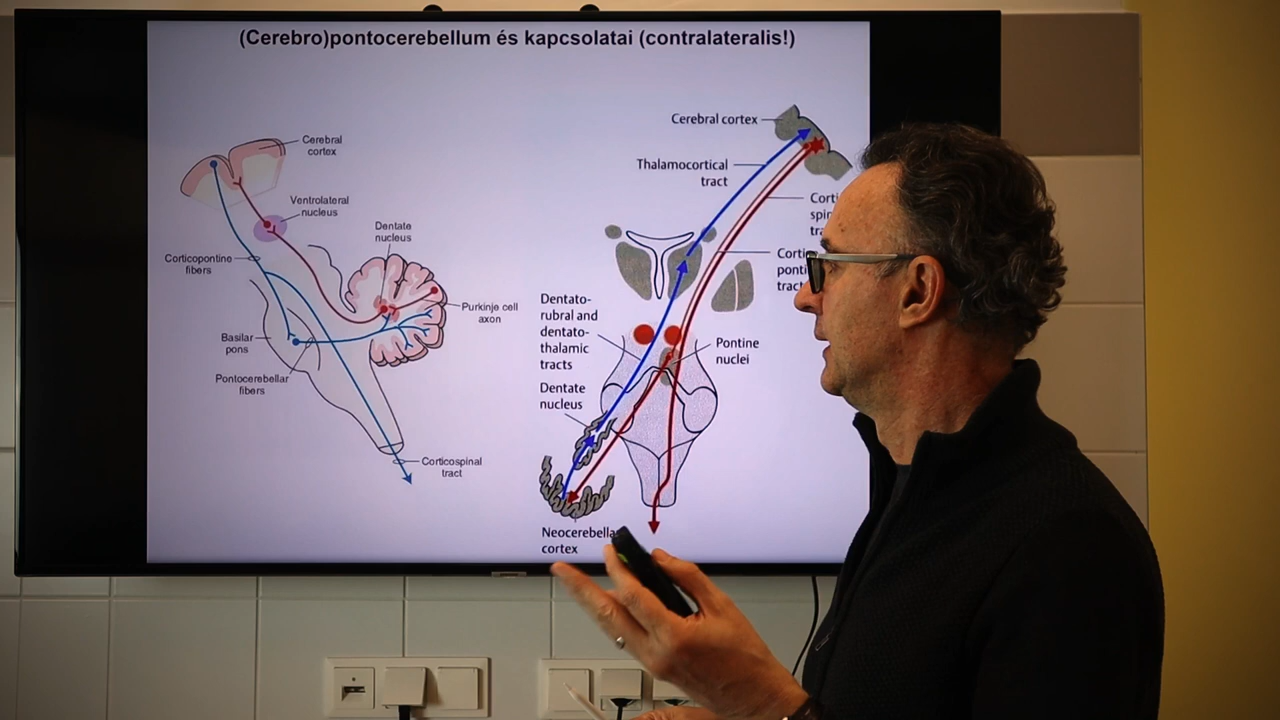 (Cerebro)pontocerebellum és kapcsolatai (contralateralis!)
Cerebral
cortex
Ventrolateral
nucleus
Dentate
nucleus
Corticopontine
fibers
Purkinje cell
axon
Basilar
pons
Pontocerebellar
fibers
Corticospinal
tract
Cerebral cortex
Thalamocortical
tract
Dentato-
rubral and
dentato-
thalamic
tracts
Pontine
nuclei
Dentate
nucleus
cortex